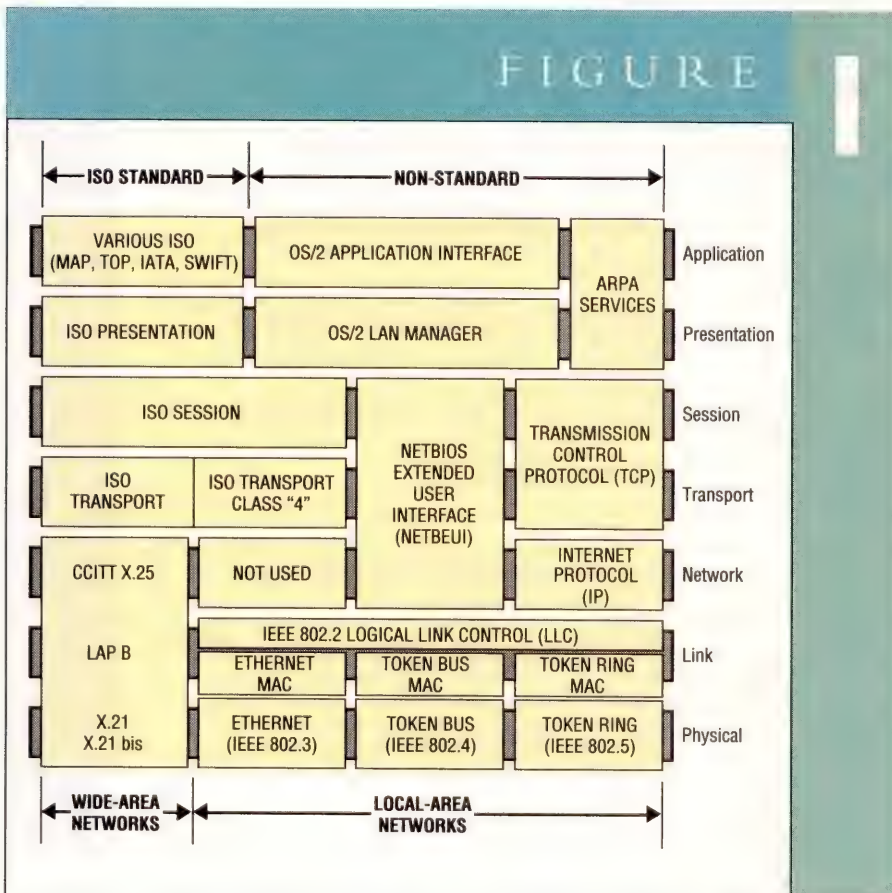 FIGURE
1
ISO STANDARD
NON-STANDARD
VARIOUS ISO
(MAP, TOP, IATA, SWIFT)
OS/2 APPLICATION INTERFACE
ARPA
SERVICES
Application
ISO PRESENTATION
OS/2 LAN MANAGER
Presentation
ISO SESSION
NETBIOS
EXTENDED
USER
INTERFACE
(NETBEUI)
TRANSMISSION
CONTROL
PROTOCOL (TCP)
Session
ISO
TRANSPORT
ISO TRANSPORT
CLASS "4"
Transport
CCITT X.25
NOT USED
INTERNET
PROTOCOL
(IP)
Network
LAP B
IEEE 802.2 LOGICAL LINK CONTROL (LLC)
Link
ETHERNET
MAC
TOKEN BUS
MAC
TOKEN RING
MAC
X.21
X.21 bis
ETHERNET
(IEEE 802.3)
TOKEN BUS
(IEEE 802.4)
TOKEN RING
(IEEE 802.5)
Physical
WIDE-AREA
NETWORKS
LOCAL-AREA
NETWORKS